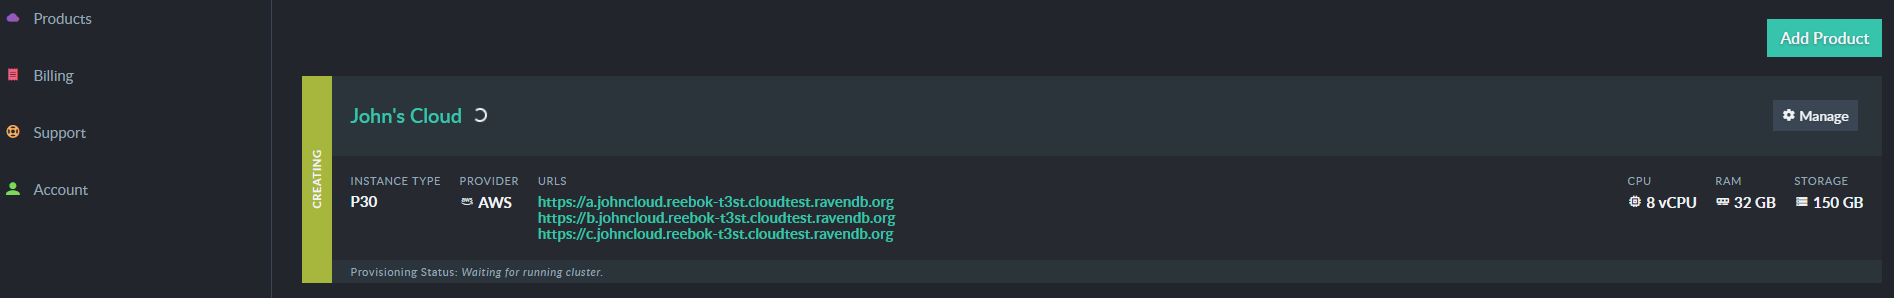 Products
Billing
Support
Account
Add Product
CREATING
John's Cloud
Manage
INSTANCE TYPE
P30
PROVIDER
aws AWS
URLS
https://a.johncloud.reebok-t3st.cloudtest.ravendb.org
https://b.johncloud.reebok-t3st.cloudtest.ravendb.org
https://c.johncloud.reebok-t3st.cloudtest.ravendb.org
CPU
8 vCPU
RAM
32 GB
STORAGE
150 GB
Provisioning Status: Waiting for running cluster.